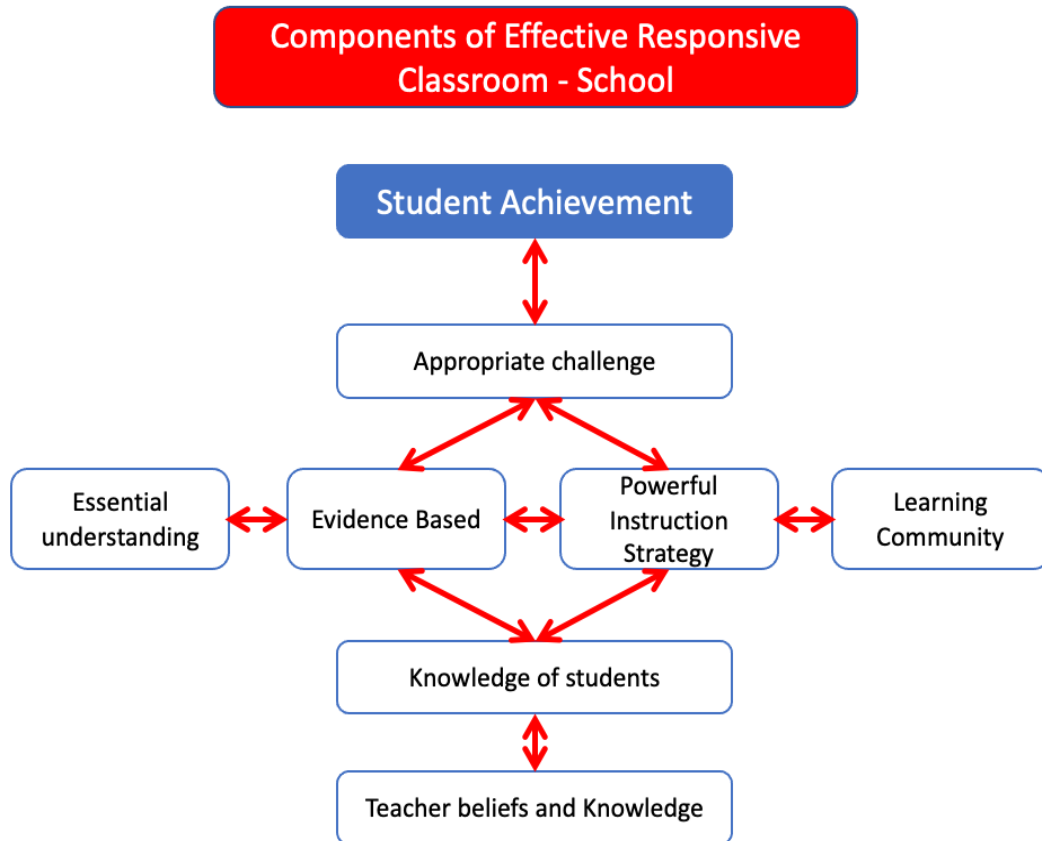 Components of Effective Responsive
Classroom - School
Student Achievement
Appropriate challenge
Essential
understanding
Evidence Based
Powerful
Instruction
Strategy
Learning
Community
Knowledge of students
Teacher beliefs and Knowledge